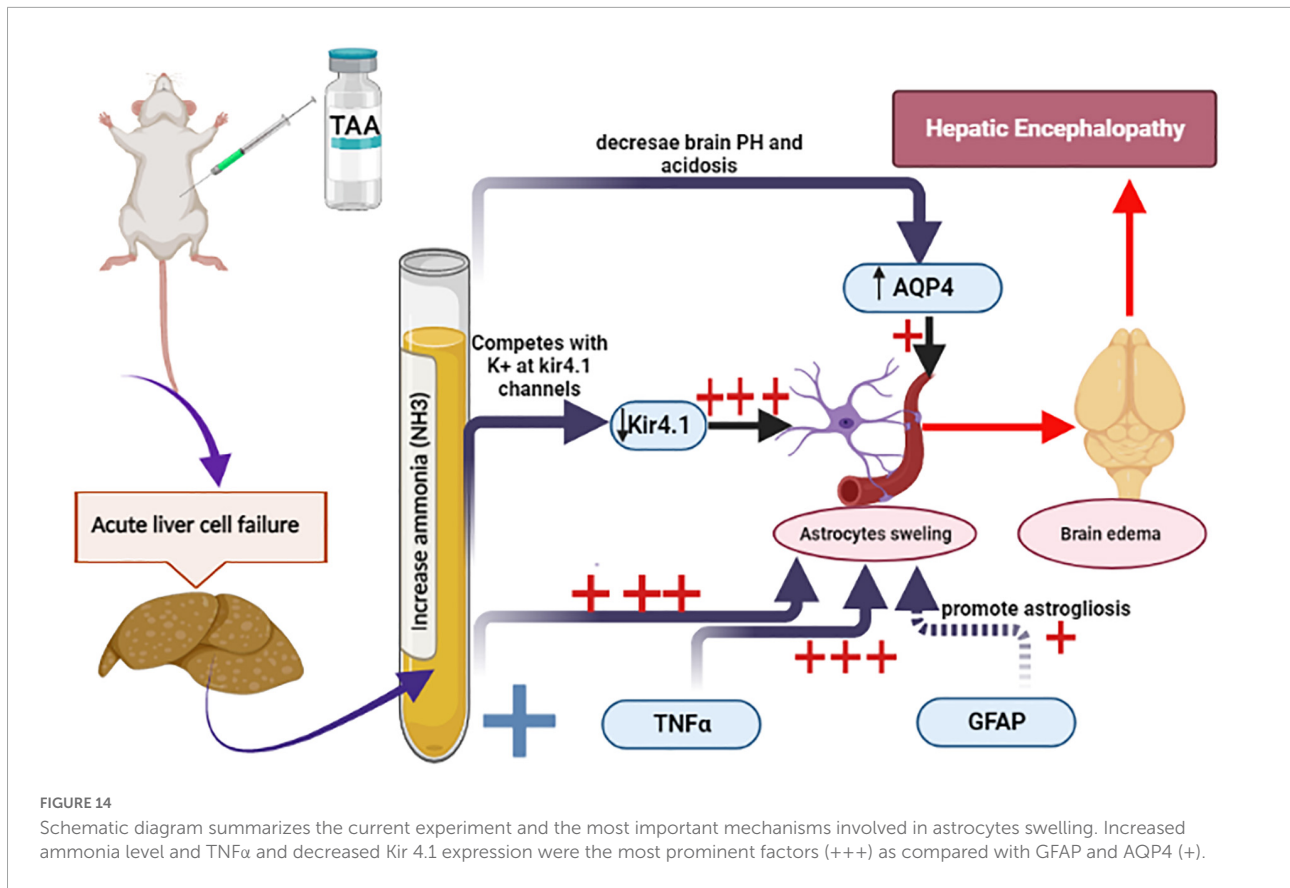 TAA
decresae brain PH and
acidosis
Hepatic Encephalopathy
↑ AQP4
+
Competes with
K+ at kir4.1
channels
+++
↓Kir4.1
Increase ammonia (NH3)
Acute liver cell failure
Astrocytes sweling
Brain edema
+ ++
promote astrogliosis
+
+++
+
TNFα
GFAP
FIGURE 14
Schematic diagram summarizes the current experiment and the most important mechanisms involved in astrocytes swelling. Increased
ammonia level and TNFα and decreased Kir 4.1 expression were the most prominent factors (+++) as compared with GFAP and AQP4 (+).